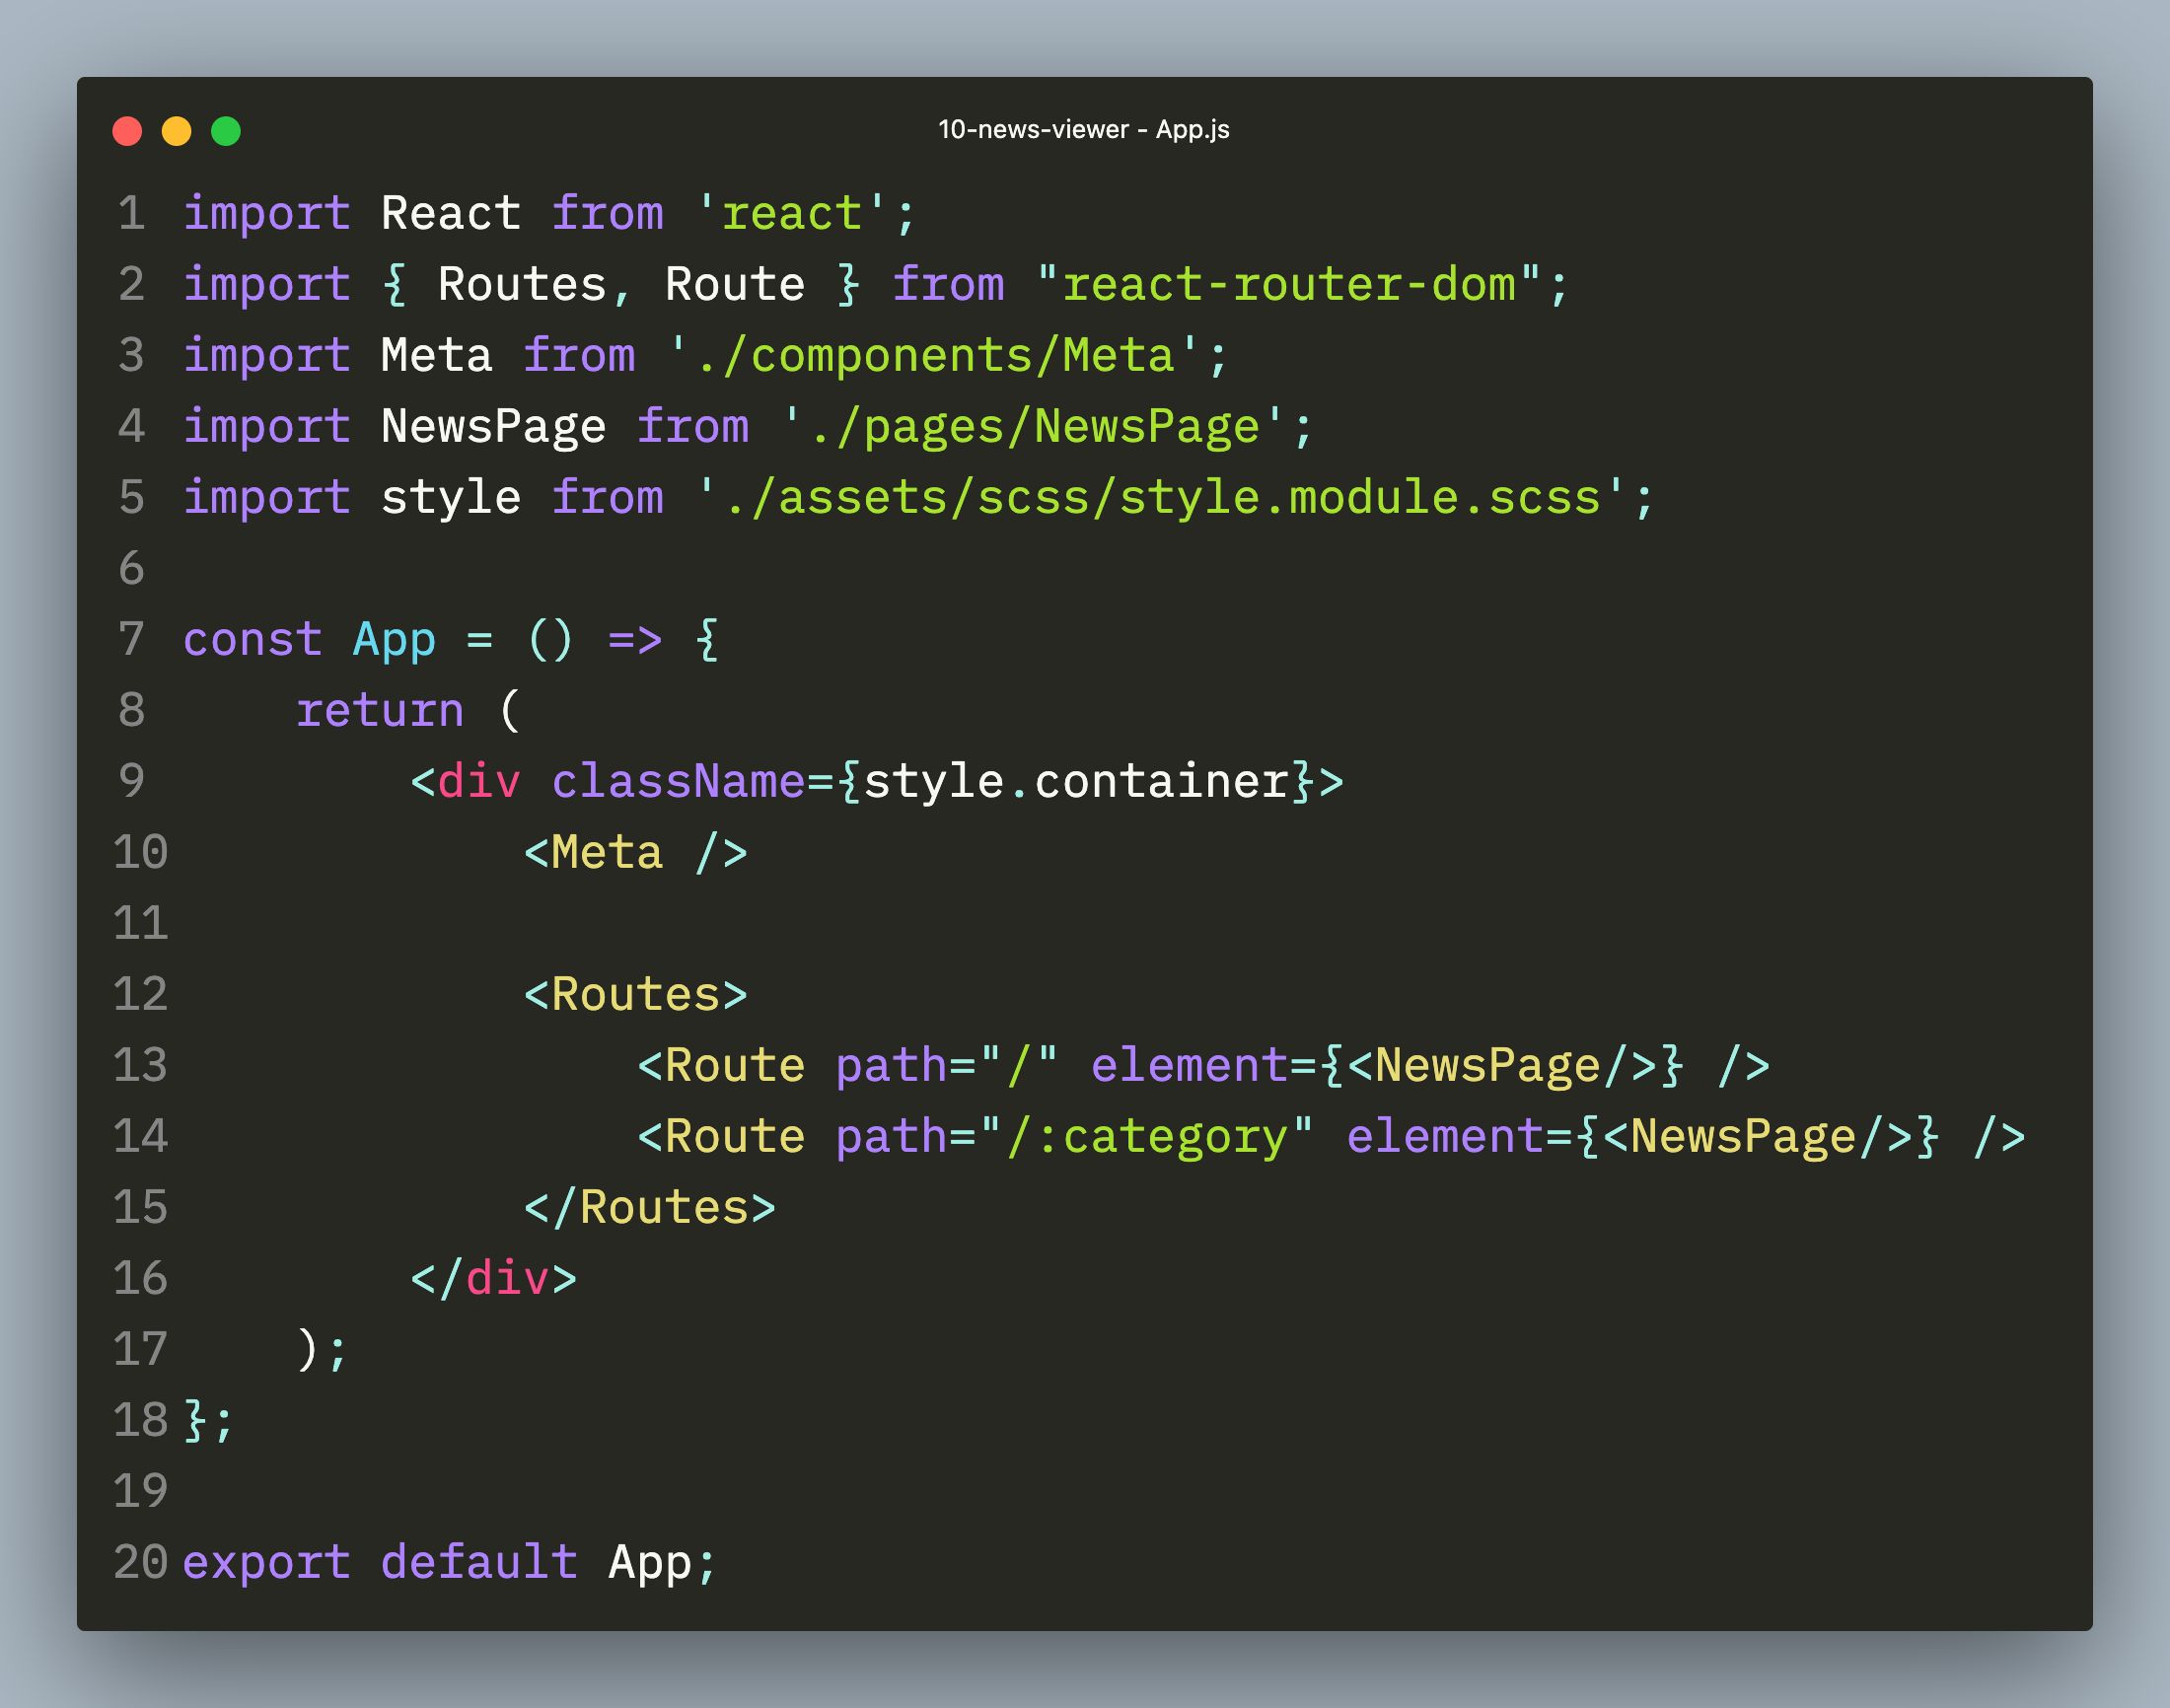 10-news-viewer - App.js
1 import React from 'react';
2 import { Routes, Route } from "react-router-dom";
3 import Meta from './components/Meta';
4 import NewsPage from './pages/NewsPage';
5 import style from './assets/scss/style.module.scss';
6
7 const App = () => {
8     return (
9         <div className={style.container}>
10             <Meta />
11
12             <Routes>
13                 <Route path="/" element={<NewsPage/>} />
14                 <Route path="/:category" element={<NewsPage/>} />
15             </Routes>
16         </div>
17     );
18 };
19
20 export default App;